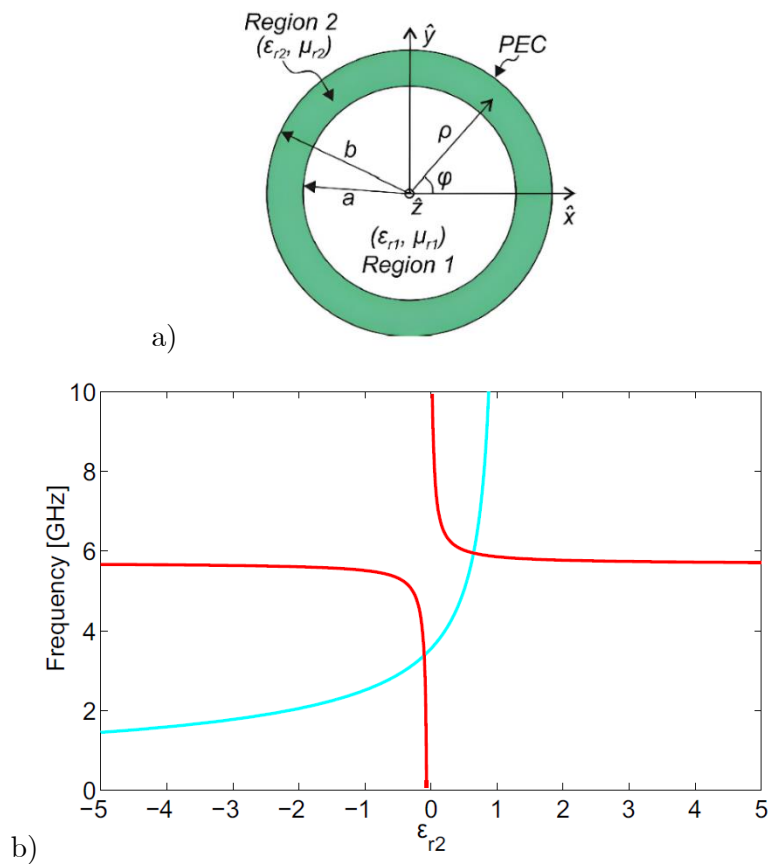 Region 2
(εr2, μr2)
ŷ
PEC
ρ
b
φ
a
ẑ
x̂
(εr1, μr1)
Region 1
a)
10
8
6
4
2
0
Frequency [GHz]
−5 −4 −3 −2 −1 0 1 2 3 4 5
εr2
b)